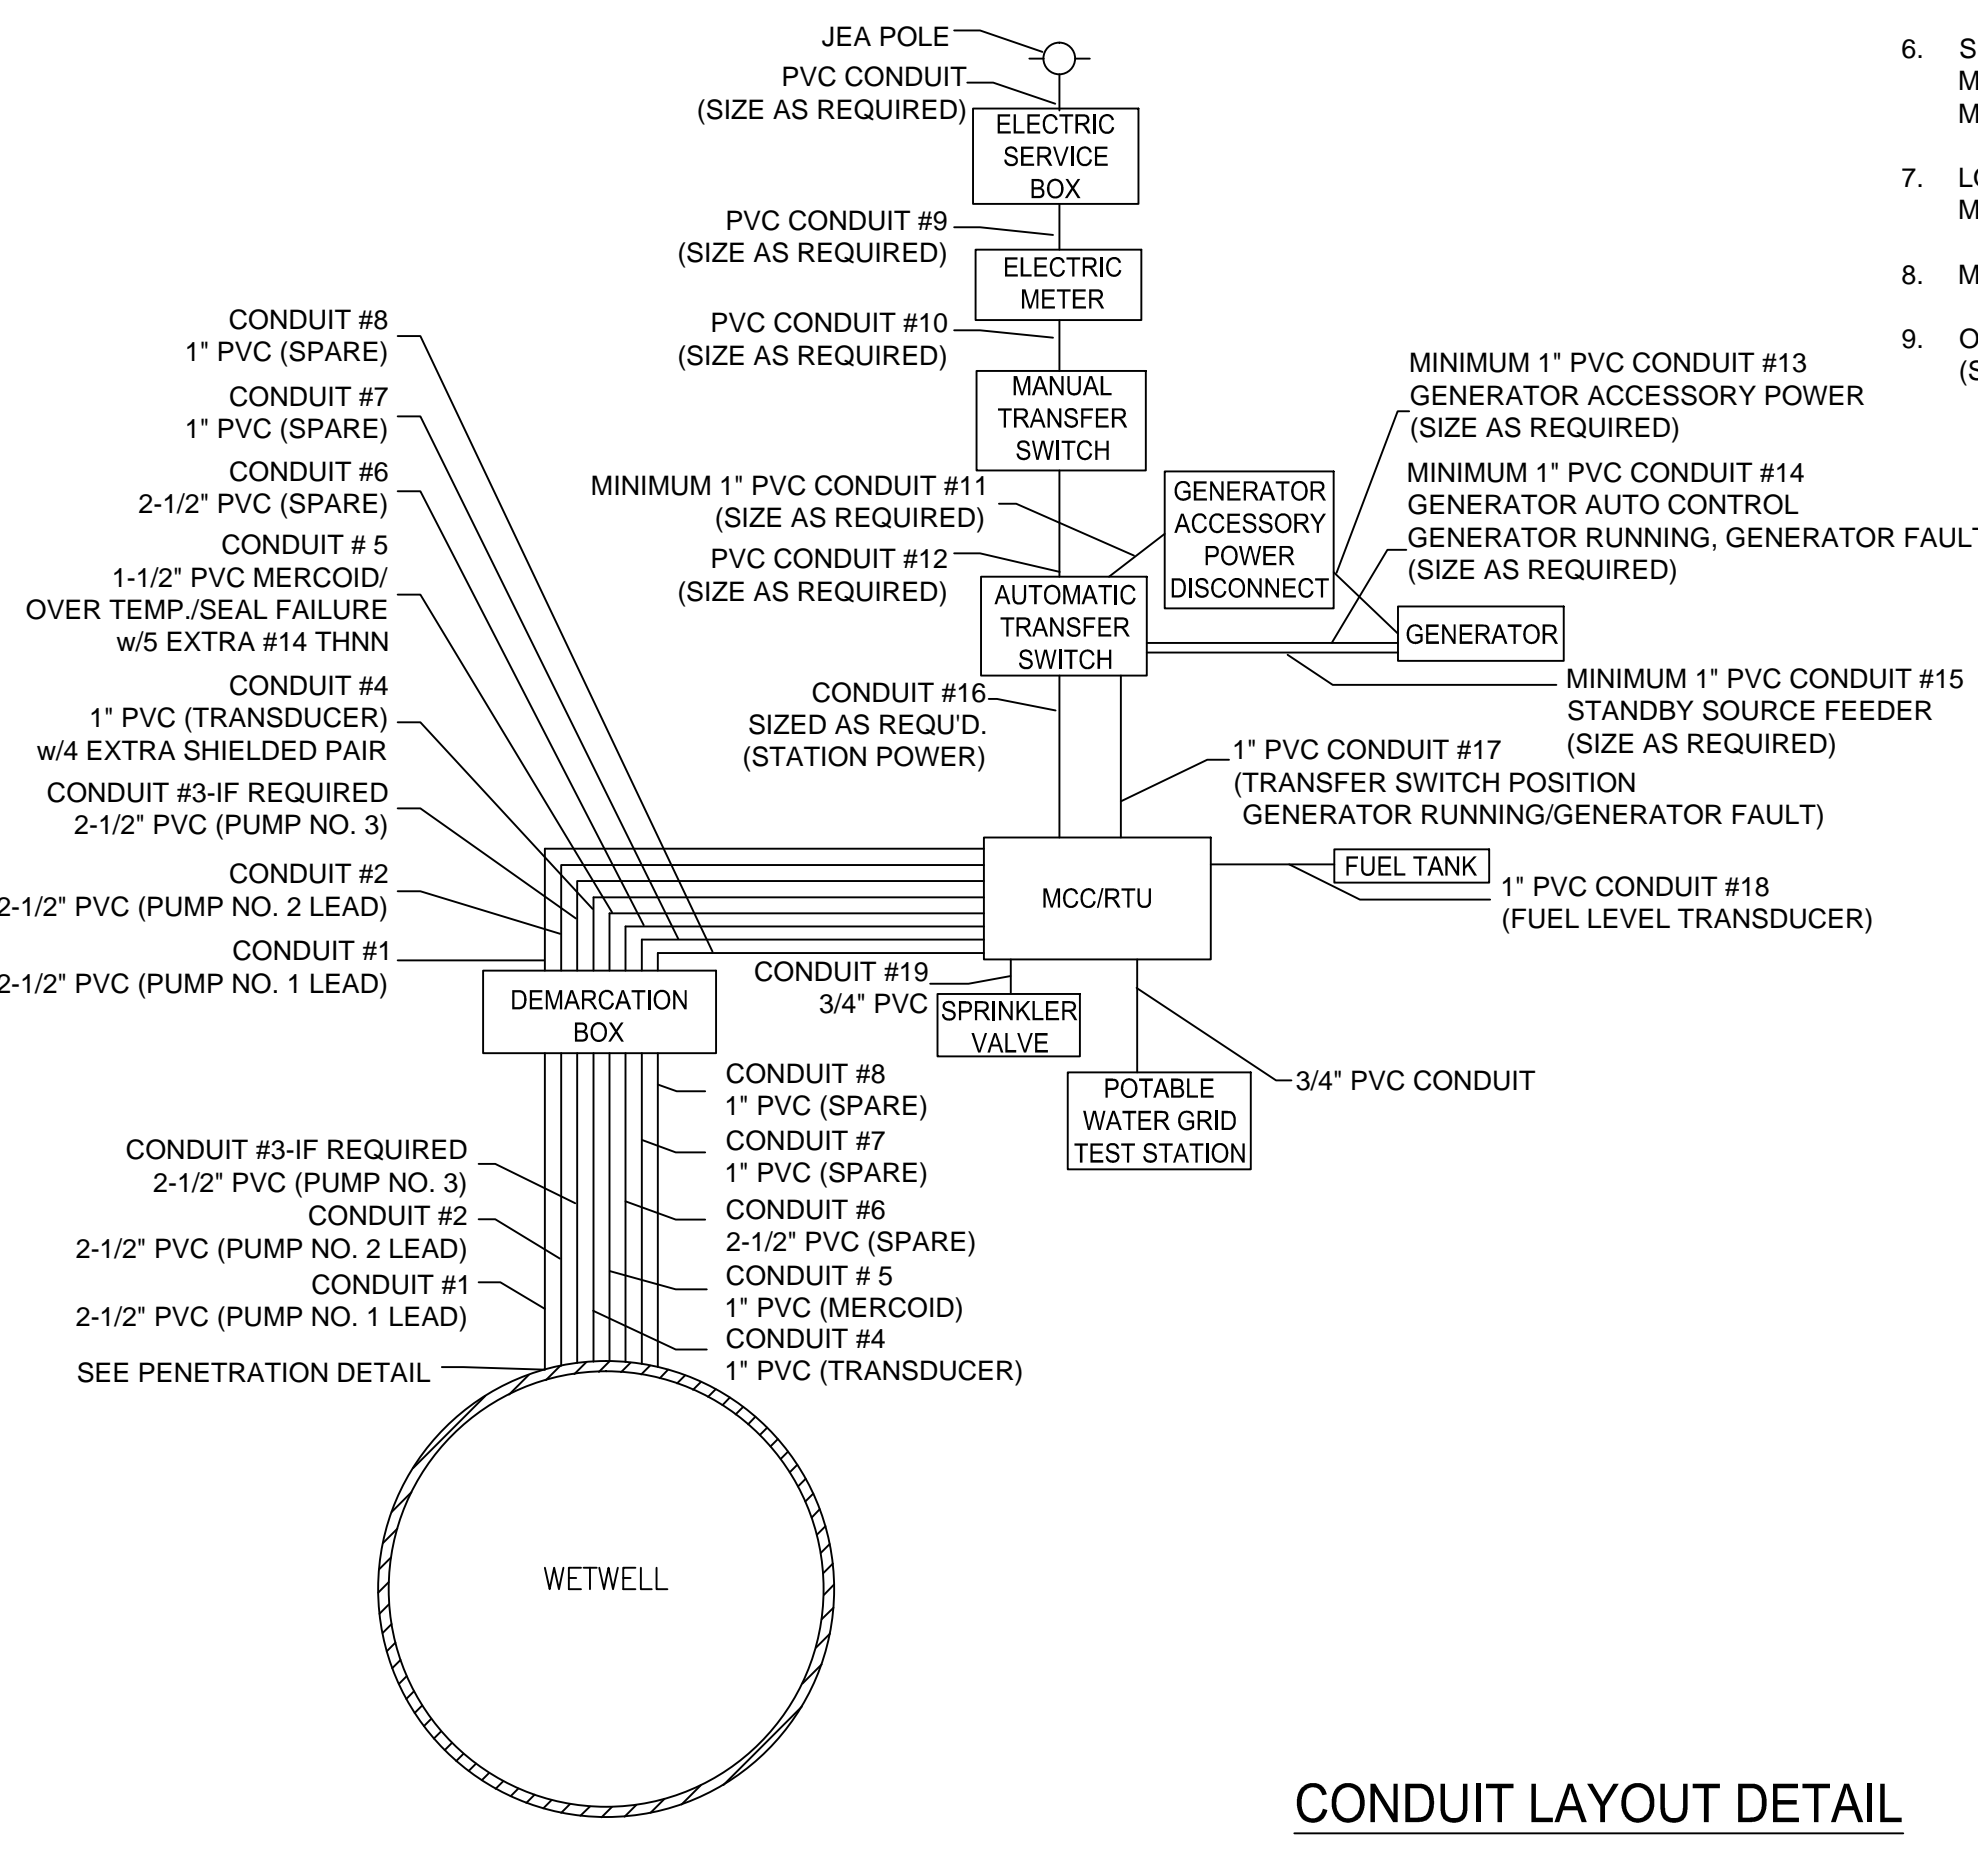 JEA POLE
PVC CONDUIT
(SIZE AS REQUIRED)
ELECTRIC
SERVICE
BOX
PVC CONDUIT #9
(SIZE AS REQUIRED)
ELECTRIC
METER
PVC CONDUIT #10
(SIZE AS REQUIRED)
MANUAL
TRANSFER
SWITCH
MINIMUM 1" PVC CONDUIT #11
(SIZE AS REQUIRED)
PVC CONDUIT #12
(SIZE AS REQUIRED)
GENERATOR
ACCESSORY
POWER
DISCONNECT
AUTOMATIC
TRANSFER
SWITCH
MINIMUM 1" PVC CONDUIT #13
GENERATOR ACCESSORY POWER
(SIZE AS REQUIRED)
MINIMUM 1" PVC CONDUIT #14
GENERATOR AUTO CONTROL
GENERATOR RUNNING, GENERATOR FAULT
(SIZE AS REQUIRED)
GENERATOR
MINIMUM 1" PVC CONDUIT #15
STANDBY SOURCE FEEDER
(SIZE AS REQUIRED)
CONDUIT #16
SIZED AS REQU'D.
(STATION POWER)
1" PVC CONDUIT #17
(TRANSFER SWITCH POSITION
GENERATOR RUNNING/GENERATOR FAULT)
CONDUIT #8
1" PVC (SPARE)
CONDUIT #7
1" PVC (SPARE)
CONDUIT #6
2-1/2" PVC (SPARE)
CONDUIT # 5
1-1/2" PVC MERCOID/
OVER TEMP./SEAL FAILURE
w/5 EXTRA #14 THNN
CONDUIT #4
1" PVC (TRANSDUCER)
w/4 EXTRA SHIELDED PAIR
CONDUIT #3-IF REQUIRED
2-1/2" PVC (PUMP NO. 3)
CONDUIT #2
2-1/2" PVC (PUMP NO. 2 LEAD)
CONDUIT #1
2-1/2" PVC (PUMP NO. 1 LEAD)
MCC/RTU
FUEL TANK
1" PVC CONDUIT #18
(FUEL LEVEL TRANSDUCER)
DEMARCATION
BOX
CONDUIT #19
3/4" PVC
SPRINKLER
VALVE
POTABLE
WATER GRID
TEST STATION
3/4" PVC CONDUIT
CONDUIT #3-IF REQUIRED
2-1/2" PVC (PUMP NO. 3)
CONDUIT #2
2-1/2" PVC (PUMP NO. 2 LEAD)
CONDUIT #1
2-1/2" PVC (PUMP NO. 1 LEAD)
SEE PENETRATION DETAIL
CONDUIT #8
1" PVC (SPARE)
CONDUIT #7
1" PVC (SPARE)
CONDUIT #6
2-1/2" PVC (SPARE)
CONDUIT # 5
1" PVC (MERCOID)
CONDUIT #4
1" PVC (TRANSDUCER)
WETWELL
6.
7.
8.
9.
CONDUIT LAYOUT DETAIL